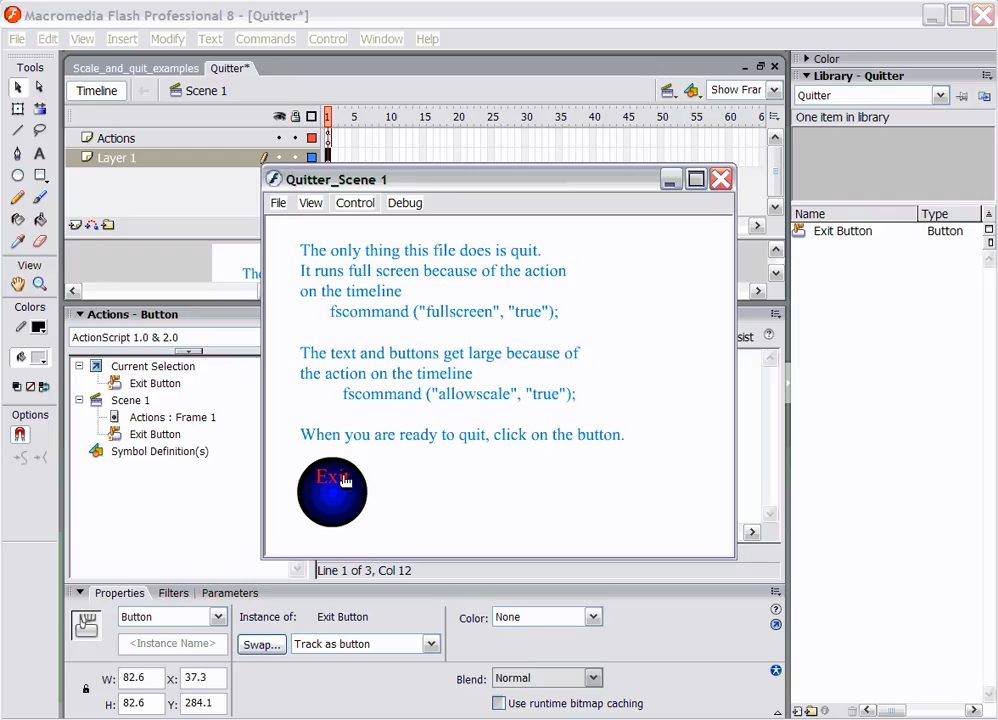 Macromedia Flash Professional 8 - [Quitter*]
File Edit View Insert Modify Text Commands Control Window Help
Tools
View
Colors
Options
Scale_and_quit_examples Quitter*
Timeline Scene 1 Show Fram
1 5 10 15 20 25 30 35 40 45 50 55 60 6
Actions
Layer 1
Quitter_Scene 1
File View Control Debug
The only thing this file does is quit.
It runs full screen because of the action
on the timeline
fscommand ("fullscreen", "true");
The text and buttons get large because of
the action on the timeline
fscommand ("allowscale", "true");
When you are ready to quit, click on the button.
Exit
The
Actions - Button
ActionScript 1.0 & 2.0
sist
Current Selection
Exit Button
Scene 1
Actions : Frame 1
Exit Button
Symbol Definition(s)
Line 1 of 3, Col 12
Properties Filters Parameters
Button Instance of: Exit Button Color: None
<Instance Name> Swap... Track as button
W: 82.6 X: 37.3 Blend: Normal
H: 82.6 Y: 284.1 Use runtime bitmap caching
Color
Library - Quitter
Quitter
One item in library
Name Type
Exit Button Button